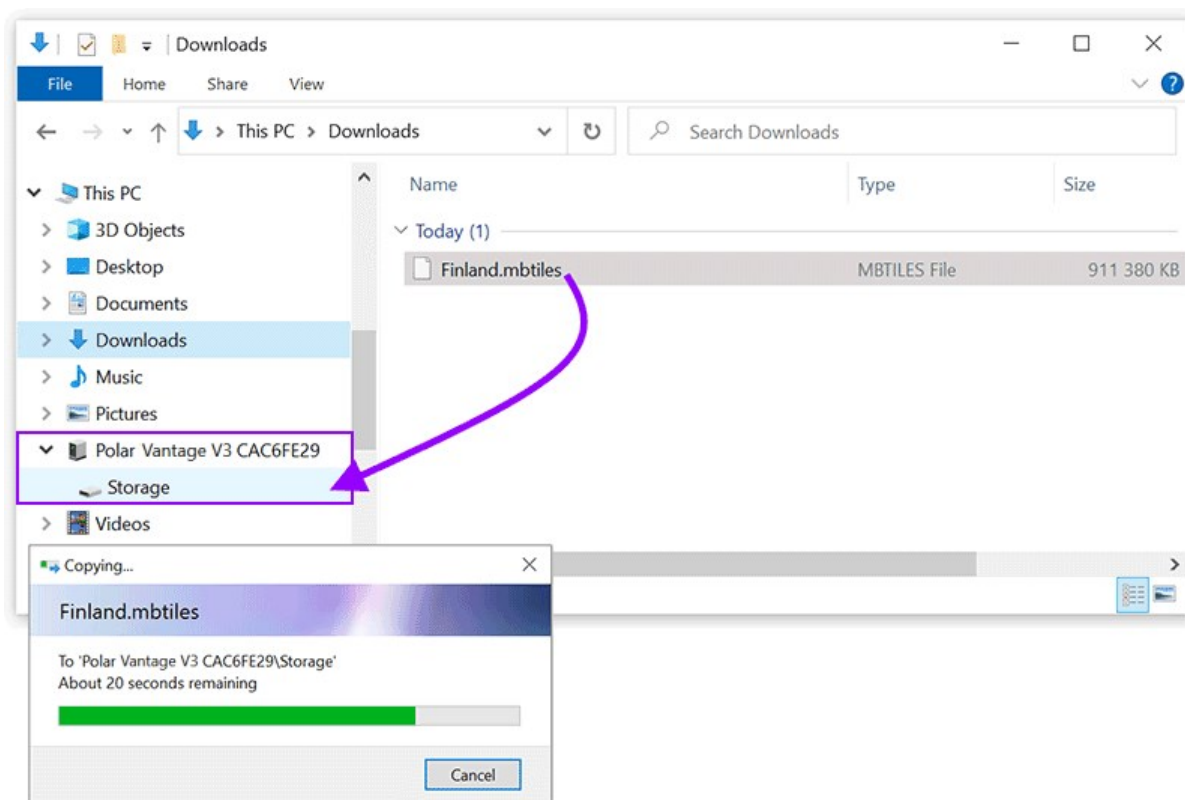 Downloads
File Home Share View
This PC > Downloads
Search Downloads
Name Type Size
This PC
3D Objects
Desktop
Documents
Downloads
Music
Pictures
Polar Vantage V3 CAC6FE29
Storage
Videos
Today (1)
Finland.mbtiles MBTILES File 911 380 KB
Copying...
Finland.mbtiles
To 'Polar Vantage V3 CAC6FE29\Storage'
About 20 seconds remaining
Cancel